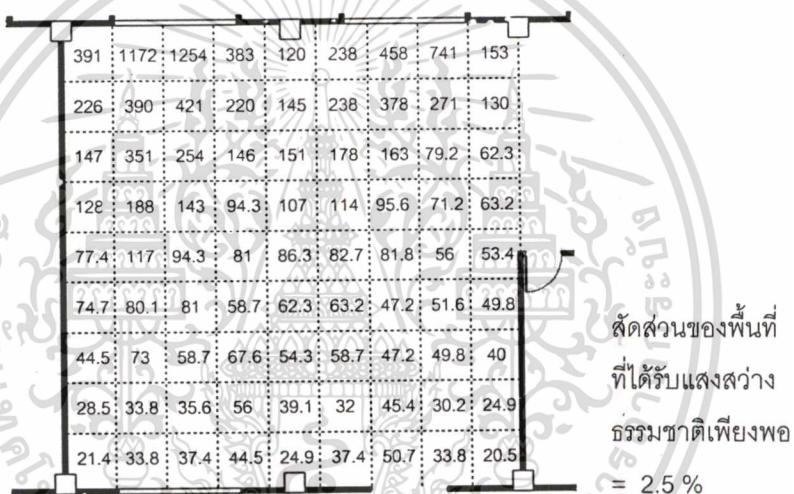 391 1172 1254 383 120 238 458 741 153
226 390 421 220 145 238 378 271 130
147 351 254 146 151 178 163 79.2 62.3
128 188 143 94.3 107 114 95.6 71.2 63.2
77.4 117 94.3 81 86.3 82.7 81.8 56 53.4
74.7 80.1 81 58.7 62.3 63.2 47.2 51.6 49.8
44.5 73 58.7 67.6 54.3 58.7 47.2 49.8 40
28.5 33.8 35.6 56 39.1 32 45.4 30.2 24.9
21.4 33.8 37.4 44.5 24.9 37.4 50.7 33.8 20.5
สัดส่วนของพื้นที่
ที่ได้รับแสงสว่าง
ธรรมชาติเพียงพอ
= 2.5 %